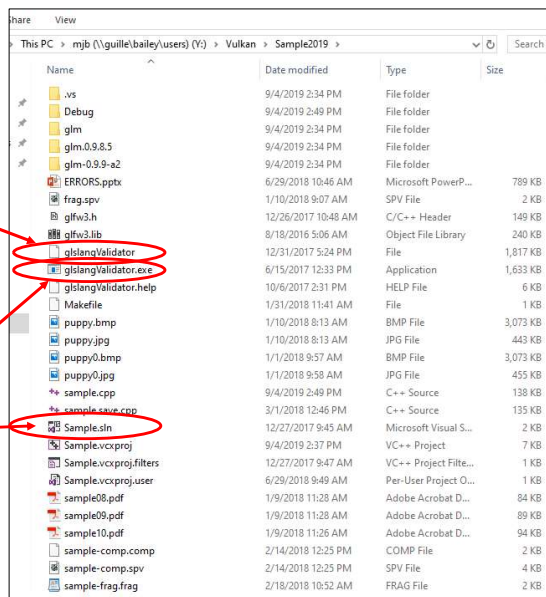 Share View
This PC > mjb (\\guille\bailey\users) (Y:) > Vulkan > Sample2019 > Search
Name Date modified Type Size
.vs 9/4/2019 2:34 PM File folder
Debug 9/4/2019 2:49 PM File folder
glm 9/4/2019 2:34 PM File folder
glm.0.9.8.5 9/4/2019 2:34 PM File folder
glm-0.9.9-a2 9/4/2019 2:34 PM File folder
ERRORS.pptx 6/29/2018 10:46 AM Microsoft PowerP... 789 KB
frag.spv 1/10/2018 9:07 AM SPV File 2 KB
glfw3.h 12/26/2017 10:48 AM C/C++ Header 149 KB
glfw3.lib 8/18/2016 5:06 AM Object File Library 240 KB
glslangValidator 12/31/2017 5:24 PM File 1,817 KB
glslangValidator.exe 6/15/2017 12:33 PM Application 1,633 KB
glslangValidator.help 10/6/2017 2:31 PM HELP File 6 KB
Makefile 1/31/2018 11:41 AM File 1 KB
puppy.bmp 1/10/2018 8:13 AM BMP File 3,073 KB
puppy.jpg 1/10/2018 8:13 AM JPG File 443 KB
puppy0.bmp 1/1/2018 9:57 AM BMP File 3,073 KB
puppy0.jpg 1/1/2018 9:58 AM JPG File 455 KB
sample.cpp 9/4/2019 2:49 PM C++ Source 138 KB
sample.save.cpp 3/1/2018 12:46 PM C++ Source 135 KB
Sample.sln 12/27/2017 9:45 AM Microsoft Visual S... 2 KB
Sample.vcxproj 9/4/2019 2:37 PM VC++ Project 7 KB
Sample.vcxproj.filters 12/27/2017 9:47 AM VC++ Project Filte... 1 KB
Sample.vcxproj.user 6/29/2018 9:49 AM Per-User Project O... 1 KB
sample08.pdf 1/9/2018 11:28 AM Adobe Acrobat D... 84 KB
sample09.pdf 1/9/2018 11:28 AM Adobe Acrobat D... 89 KB
sample10.pdf 1/9/2018 11:26 AM Adobe Acrobat D... 94 KB
sample-comp.comp 2/14/2018 12:25 PM COMP File 2 KB
sample-comp.spv 2/14/2018 12:25 PM SPV File 4 KB
sample-frag.frag 2/18/2018 10:52 AM FRAG File 2 KB